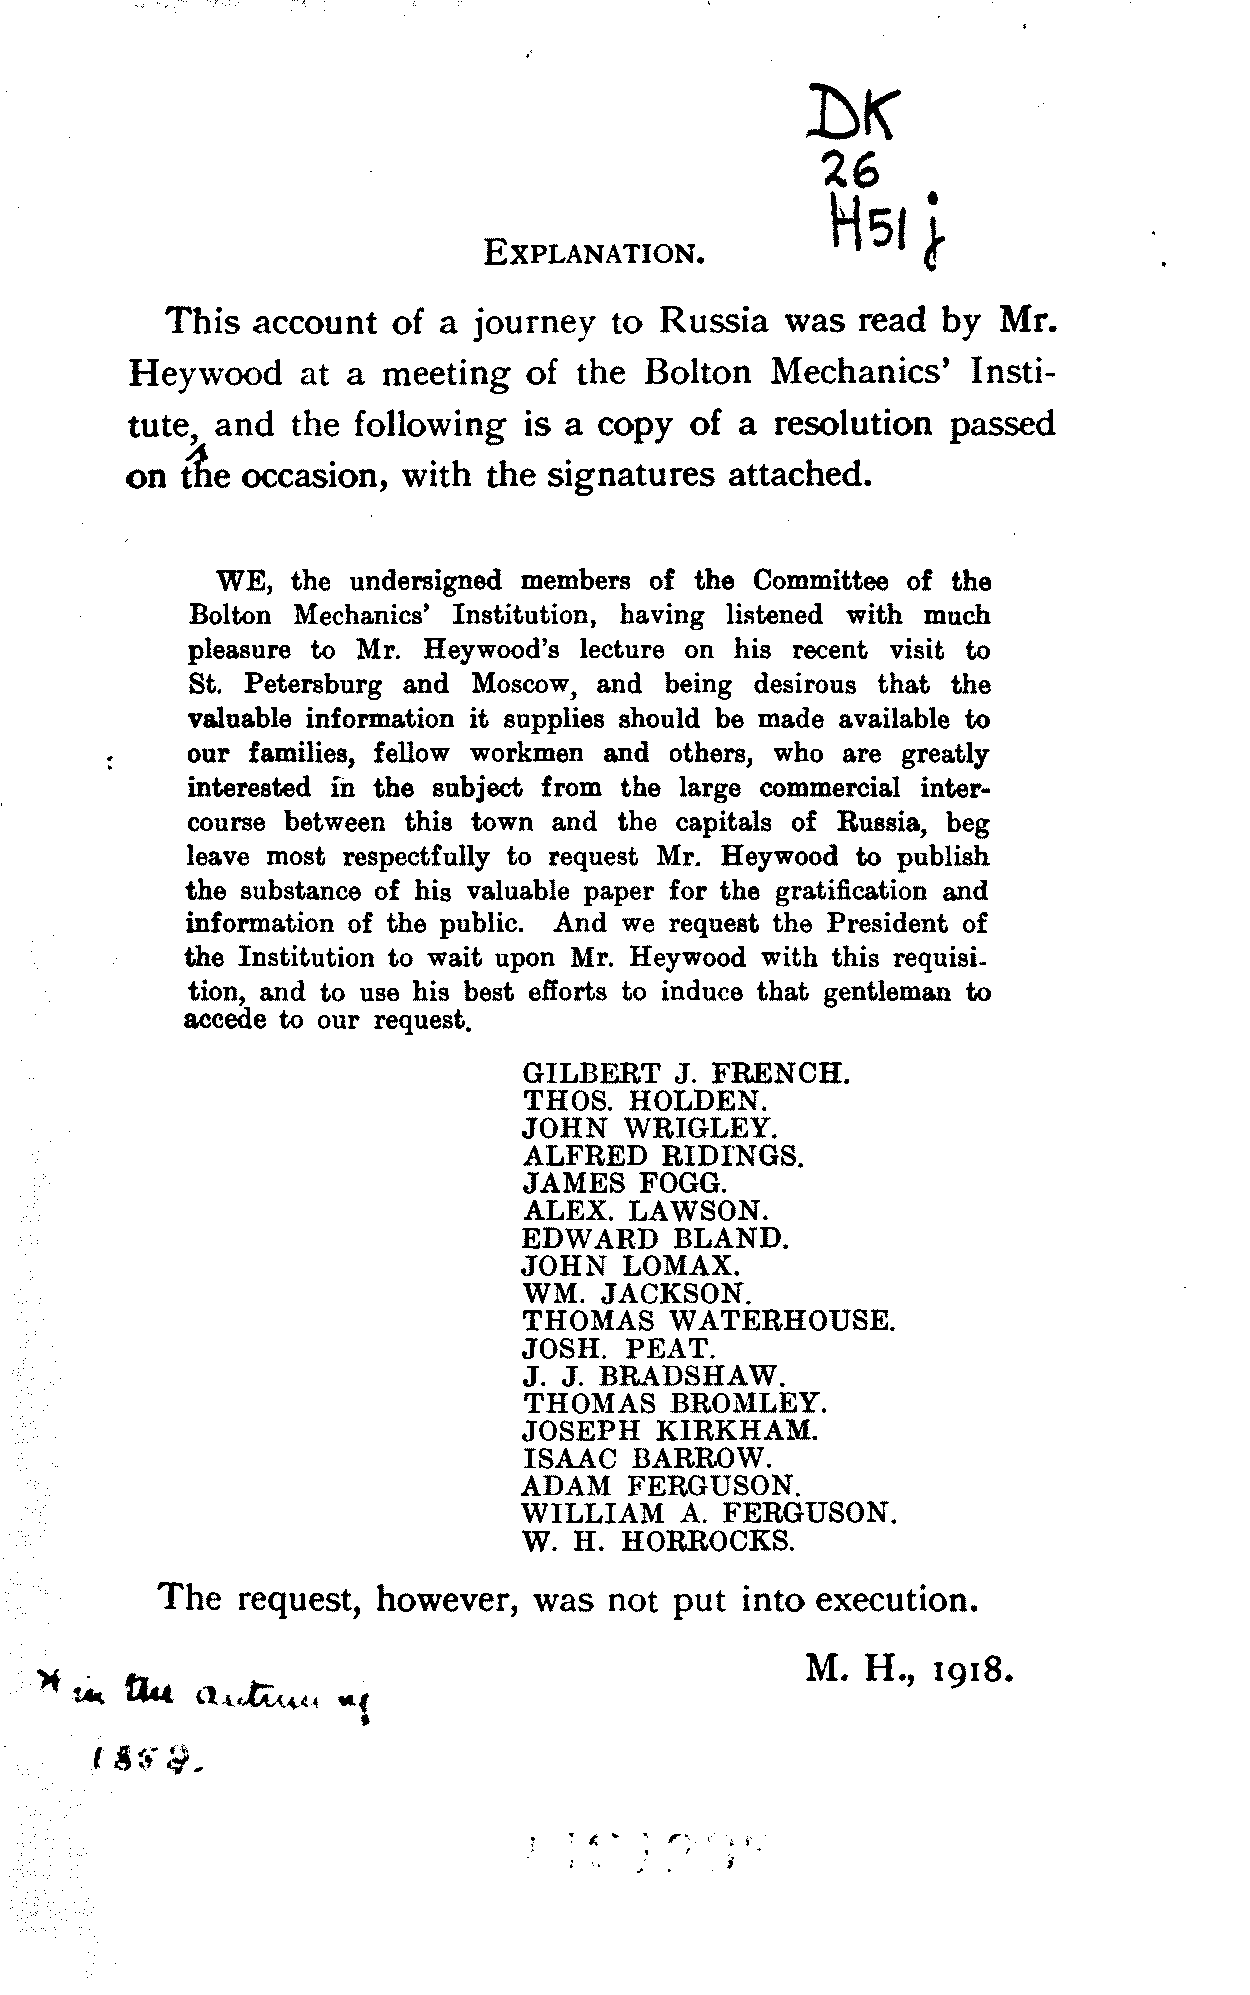 DK
26
H51j
EXPLANATION.
This account of a journey to Russia was read by Mr.
Heywood at a meeting of the Bolton Mechanics' Insti-
tute, and the following is a copy of a resolution passed
on the occasion, with the signatures attached.
WE, the undersigned members of the Committee of the
Bolton Mechanics' Institution, having listened with much
pleasure to Mr. Heywood's lecture on his recent visit to
St. Petersburg and Moscow, and being desirous that the
valuable information it supplies should be made available to
our families, fellow workmen and others, who are greatly
interested in the subject from the large commercial inter-
course between this town and the capitals of Russia, beg
leave most respectfully to request Mr. Heywood to publish
the substance of his valuable paper for the gratification and
information of the public. And we request the President of
the Institution to wait upon Mr. Heywood with this requisi-
tion, and to use his best efforts to induce that gentleman to
accede to our request.
GILBERT J. FRENCH.
THOS. HOLDEN.
JOHN WRIGLEY.
ALFRED RIDINGS.
JAMES FOGG.
ALEX. LAWSON.
EDWARD BLAND.
JOHN LOMAX.
WM. JACKSON.
THOMAS WATERHOUSE.
JOSH. PEAT.
J. J. BRADSHAW.
THOMAS BROMLEY.
JOSEPH KIRKHAM.
ISAAC BARROW.
ADAM FERGUSON.
WILLIAM A. FERGUSON.
W. H. HORROCKS.
The request, however, was not put into execution.
M. H., 1918.
* in the autumn of